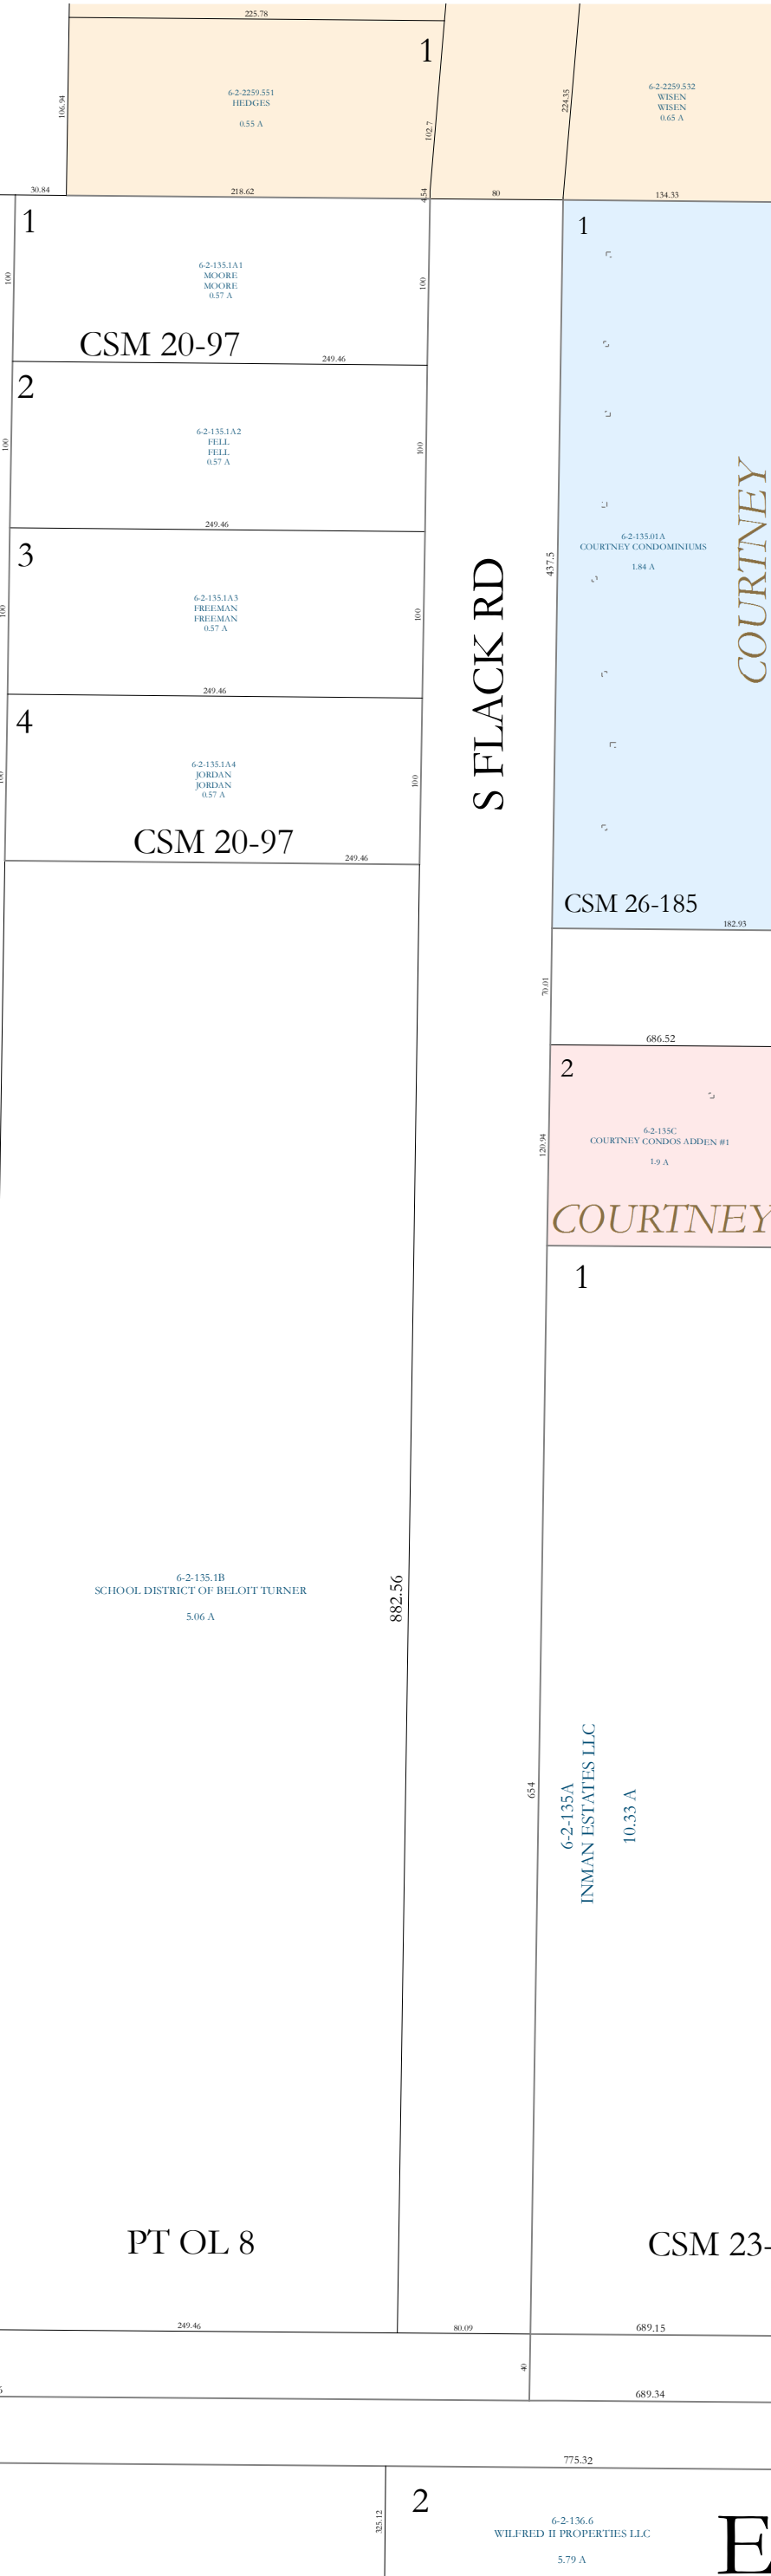 225.78
1
6-2-2259.551
HEDGES
0.55 A
106.94
102.7
224.35
6-2-2259.532
WISEN
WISEN
0.65 A
30.84
218.62
4.54
80
134.33
1
6-2-135.1A1
MOORE
MOORE
0.57 A
100
100
CSM 20-97
249.46
1
2
6-2-135.1A2
FELL
FELL
0.57 A
100
100
249.46
COURTNEY
3
6-2-135.1A3
FREEMAN
FREEMAN
0.57 A
100
100
249.46
S FLACK RD
437.5
6-2-135.01A
COURTNEY CONDOMINIUMS
1.84 A
4
6-2-135.1A4
JORDAN
JORDAN
0.57 A
100
100
CSM 20-97
249.46
CSM 26-185
182.93
70.01
686.52
2
6-2-135C
COURTNEY CONDOS ADDEN #1
1.9 A
120.94
COURTNEY
1
6-2-135.1B
SCHOOL DISTRICT OF BELOIT TURNER
5.06 A
882.56
654
6-2-135A
INMAN ESTATES LLC
10.33 A
PT OL 8
CSM 23-
249.46
80.09
689.15
40
689.34
775.32
325.12
2
6-2-136.6
WILFRED II PROPERTIES LLC
5.79 A
E